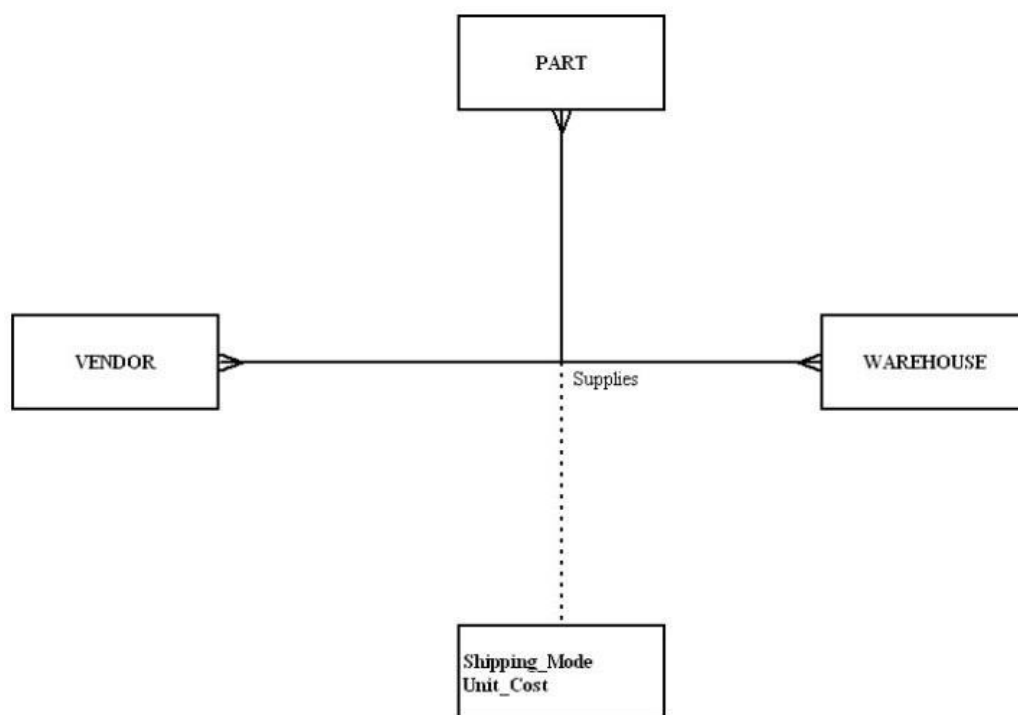 PART
VENDOR
WAREHOUSE
Supplies
Shipping_Mode
Unit_Cost